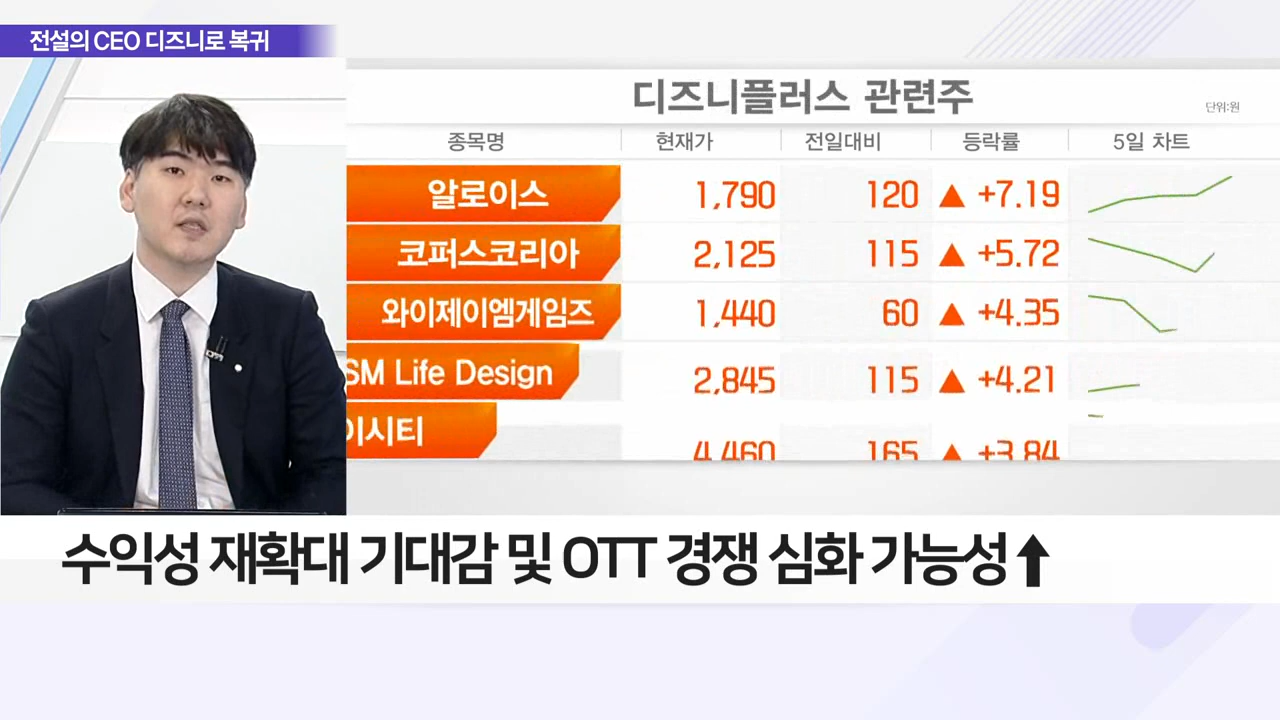 전설의 CEO 디즈니로 복귀
디즈니플러스 관련주
단위:원
종목명 현재가 전일대비 등락률 5일 차트
알로이스 1,790 120 ▲ +7.19
코퍼스코리아 2,125 115 ▲ +5.72
와이제이엠게임즈 1,440 60 ▲ +4.35
SM Life Design 2,845 115 ▲ +4.21
이시티 4,460 165 ▲ +3.84
수익성 재확대 기대감 및 OTT 경쟁 심화 가능성↑